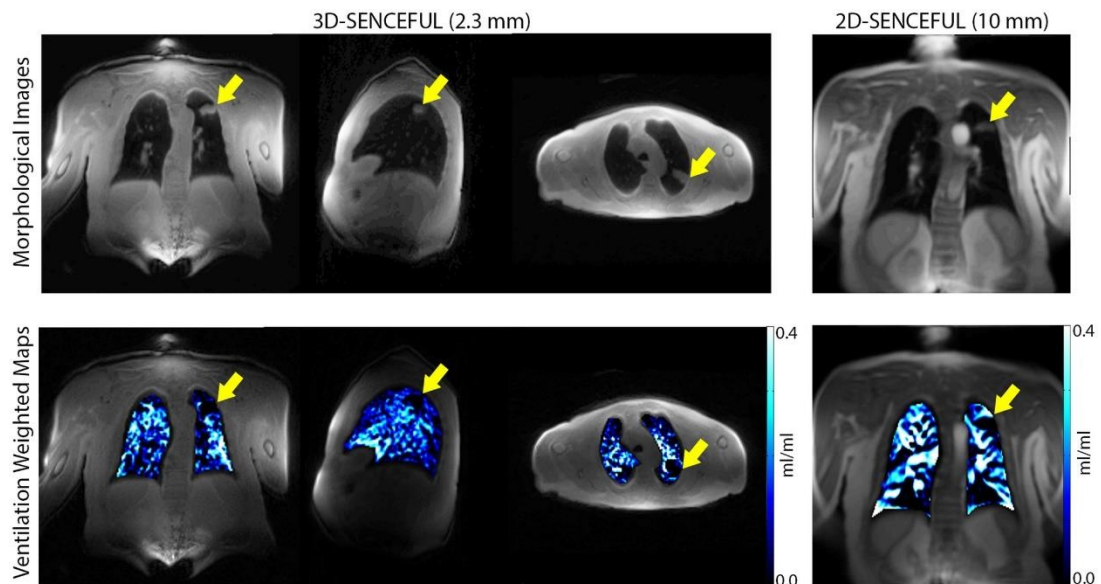 3D-SENCEFUL (2.3 mm)
2D-SENCEFUL (10 mm)
Morphological Images
Ventilation Weighted Maps
0.4
ml/ml
0.0
0.4
ml/ml
0.0